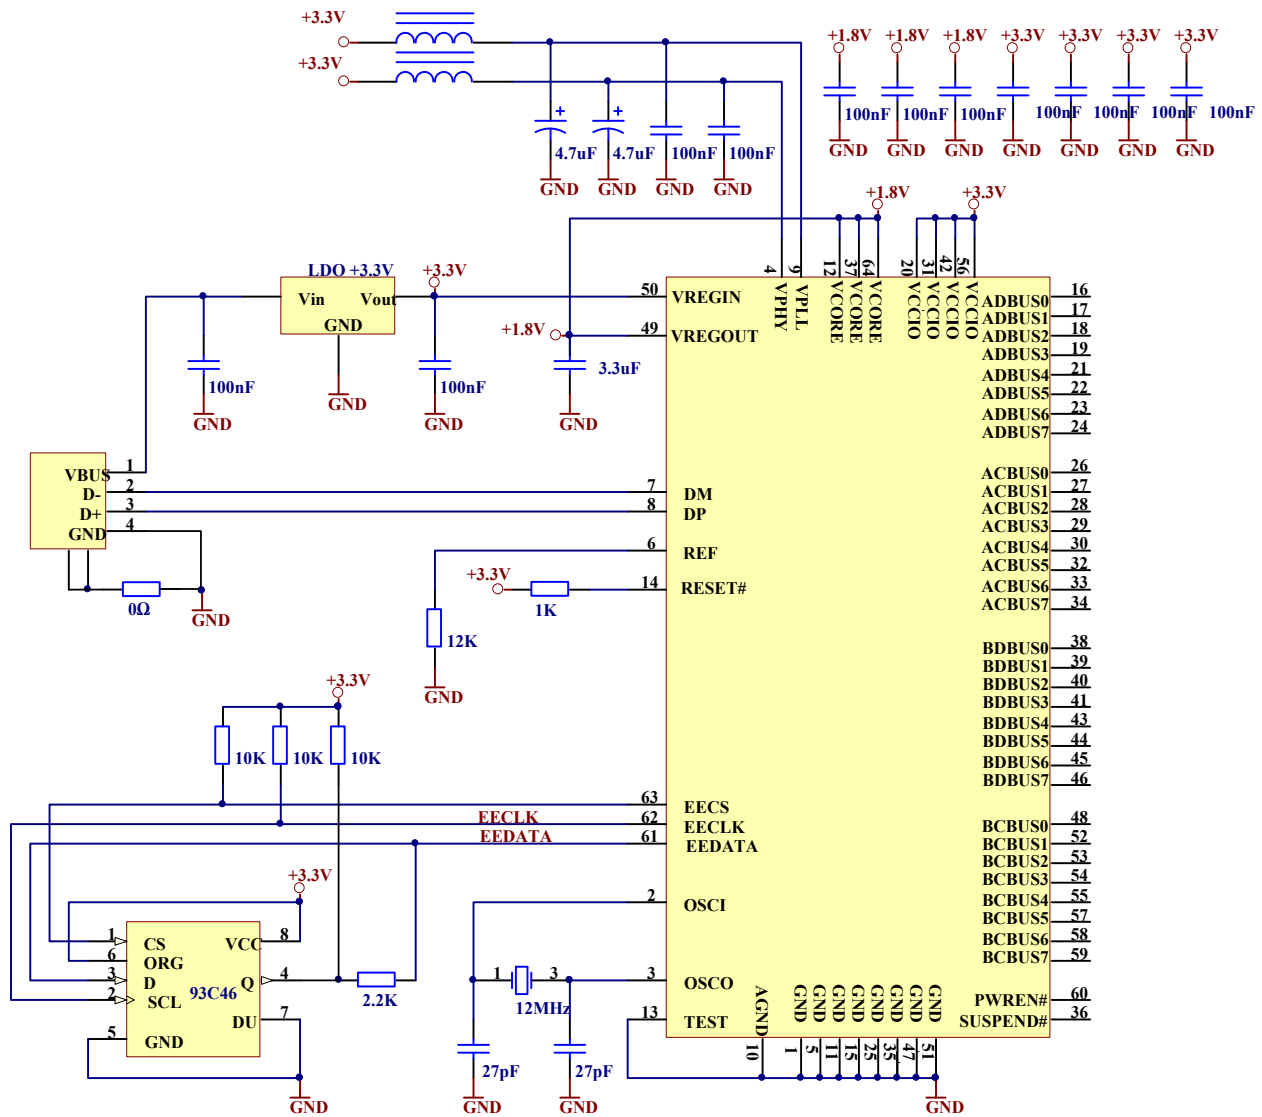 +3.3V
+3.3V
4.7uF 4.7uF 100nF 100nF
GND GND GND GND
+1.8V +1.8V +1.8V +3.3V +3.3V +3.3V +3.3V
100nF 100nF 100nF 100nF 100nF 100nF 100nF
GND GND GND GND GND GND GND
+1.8V +3.3V
4 9 12 37 64 20 31 42 56
VPHY VPLL VCORE VCORE VCORE VCCIO VCCIO VCCIO VCCIO
LDO +3.3V
Vin Vout
GND
+3.3V
100nF
GND
GND
100nF
GND
+1.8V
3.3uF
GND
50 VREGIN
49 VREGOUT
VBUS 1
D- 2
D+ 3
GND 4
0Ω
GND
7 DM
8 DP
6 REF
12K
GND
+3.3V
1K
14 RESET#
+3.3V
10K 10K 10K
63 EECS
EECLK 62 EECLK
EEDATA 61 EEDATA
+3.3V
1 CS
6 ORG
3 D
2 SCL
5 GND
93C46
VCC 8
Q 4
DU 7
2.2K
GND
2 OSCI
1 3
12MHz
3 OSCO
13 TEST
27pF 27pF
GND GND
AGND GND GND GND GND GND GND GND GND
10 1 5 11 15 25 35 47 51
GND
ADBUS0 16
ADBUS1 17
ADBUS2 18
ADBUS3 19
ADBUS4 21
ADBUS5 22
ADBUS6 23
ADBUS7 24
ACBUS0 26
ACBUS1 27
ACBUS2 28
ACBUS3 29
ACBUS4 30
ACBUS5 32
ACBUS6 33
ACBUS7 34
BDBUS0 38
BDBUS1 39
BDBUS2 40
BDBUS3 41
BDBUS4 43
BDBUS5 44
BDBUS6 45
BDBUS7 46
BCBUS0 48
BCBUS1 52
BCBUS2 53
BCBUS3 54
BCBUS4 55
BCBUS5 57
BCBUS6 58
BCBUS7 59
PWREN# 60
SUSPEND# 36